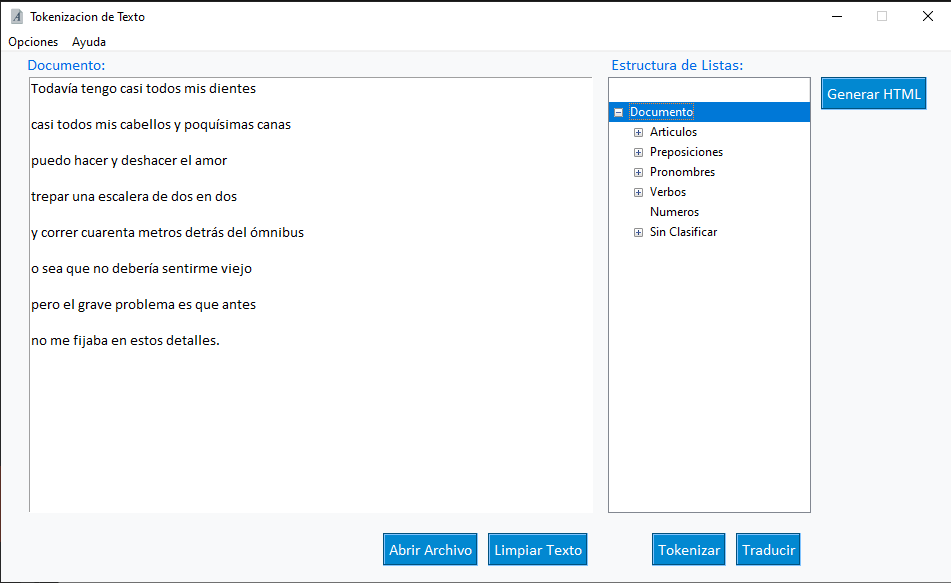 Tokenizacion de Texto
Opciones Ayuda
Documento:
Todavía tengo casi todos mis dientes
casi todos mis cabellos y poquísimas canas
puedo hacer y deshacer el amor
trepar una escalera de dos en dos
y correr cuarenta metros detrás del ómnibus
o sea que no debería sentirme viejo
pero el grave problema es que antes
no me fijaba en estos detalles.
Estructura de Listas:
Documento
Articulos
Preposiciones
Pronombres
Verbos
Numeros
Sin Clasificar
Generar HTML
Abrir Archivo
Limpiar Texto
Tokenizar
Traducir